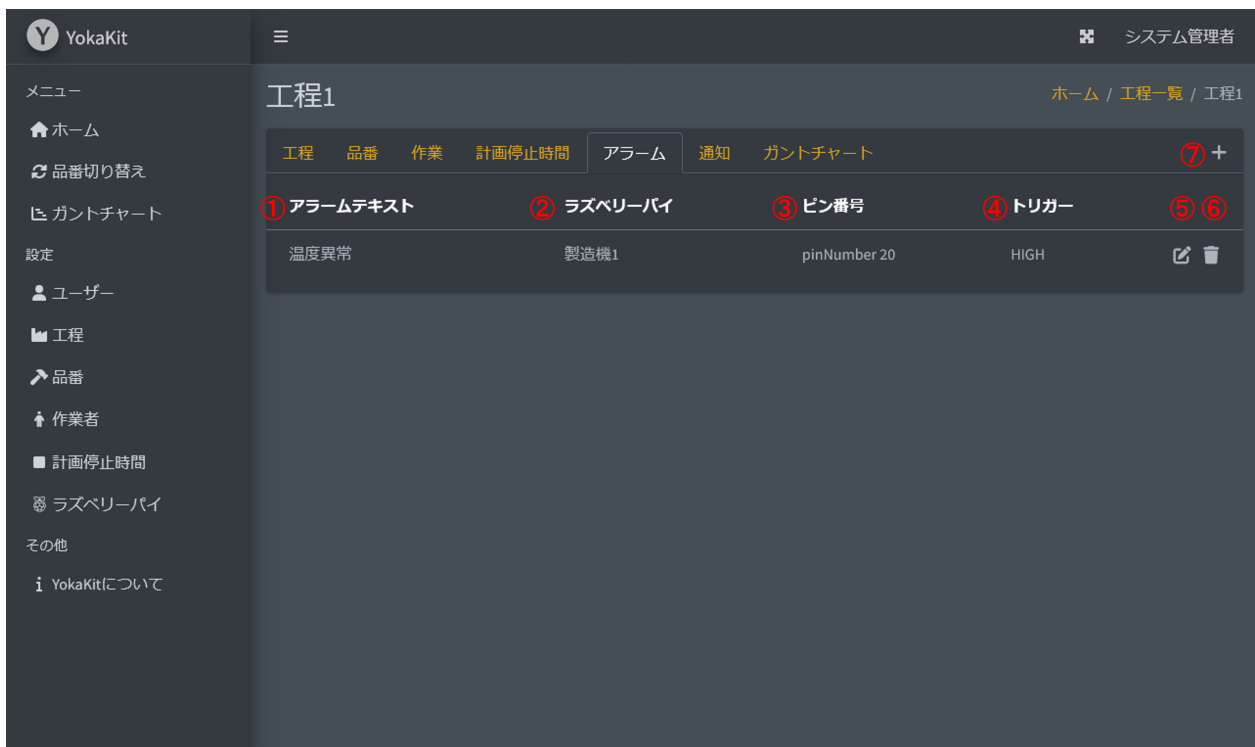 Y YokaKit
システム管理者
メニュー
ホーム
品番切り替え
ガントチャート
設定
ユーザー
工程
品番
作業者
計画停止時間
ラズベリーパイ
その他
i YokaKitについて
工程1
ホーム / 工程一覧 / 工程1
工程 品番 作業 計画停止時間 アラーム 通知 ガントチャート ⑦ +
① アラームテキスト ② ラズベリーパイ ③ ピン番号 ④ トリガー ⑤ ⑥
温度異常 製造機1 pinNumber 20 HIGH